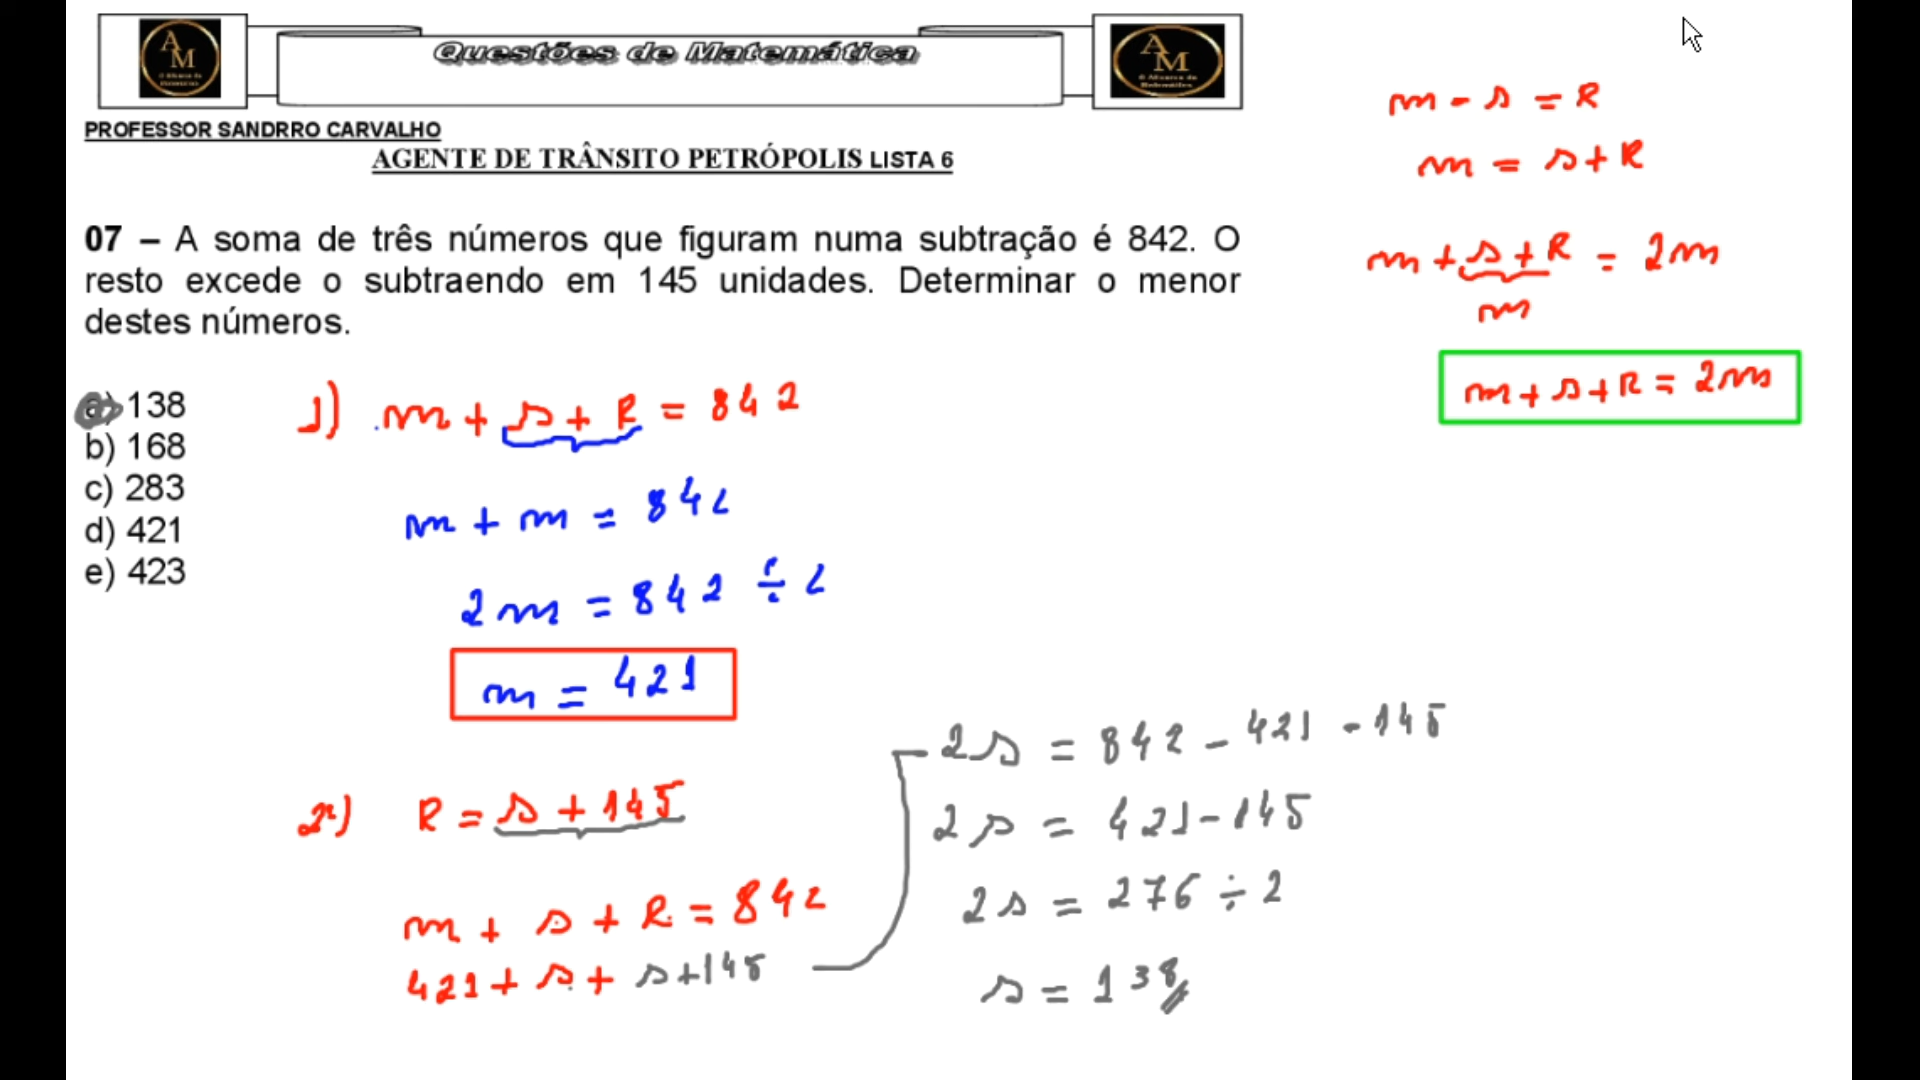 A
M
Questões de Matemática
A
M
PROFESSOR SANDRRO CARVALHO
AGENTE DE TRÂNSITO PETRÓPOLIS LISTA 6
07 – A soma de três números que figuram numa subtração é 842. O
resto excede o subtraendo em 145 unidades. Determinar o menor
destes números.
a) 138
b) 168
c) 283
d) 421
e) 423
1) m + s + R = 842
m + m = 842
2m = 842 ÷ 2
m = 421
2º) R = s + 145
m + s + R = 842
421 + s + s + 145
2s = 842 - 421 - 145
2s = 421 - 145
2s = 276 ÷ 2
s = 138
m - s = R
m = s + R
m + s + R = 2m
m
m + s + R = 2m